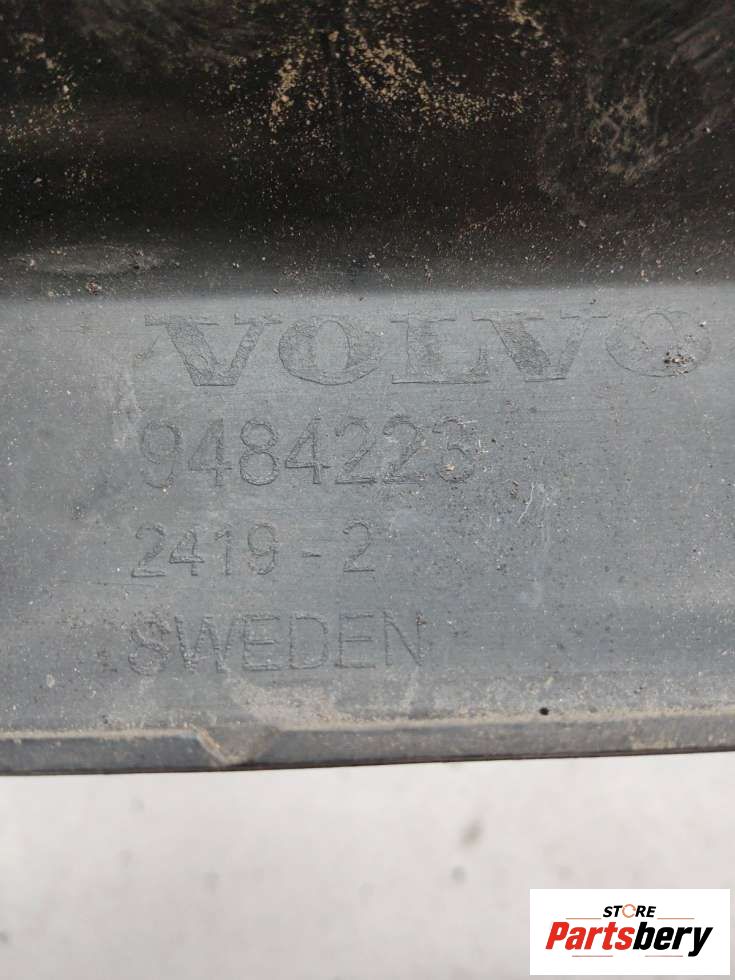 VOLVO
9484223
2419-2
SWEDEN
STORE
Partsbery